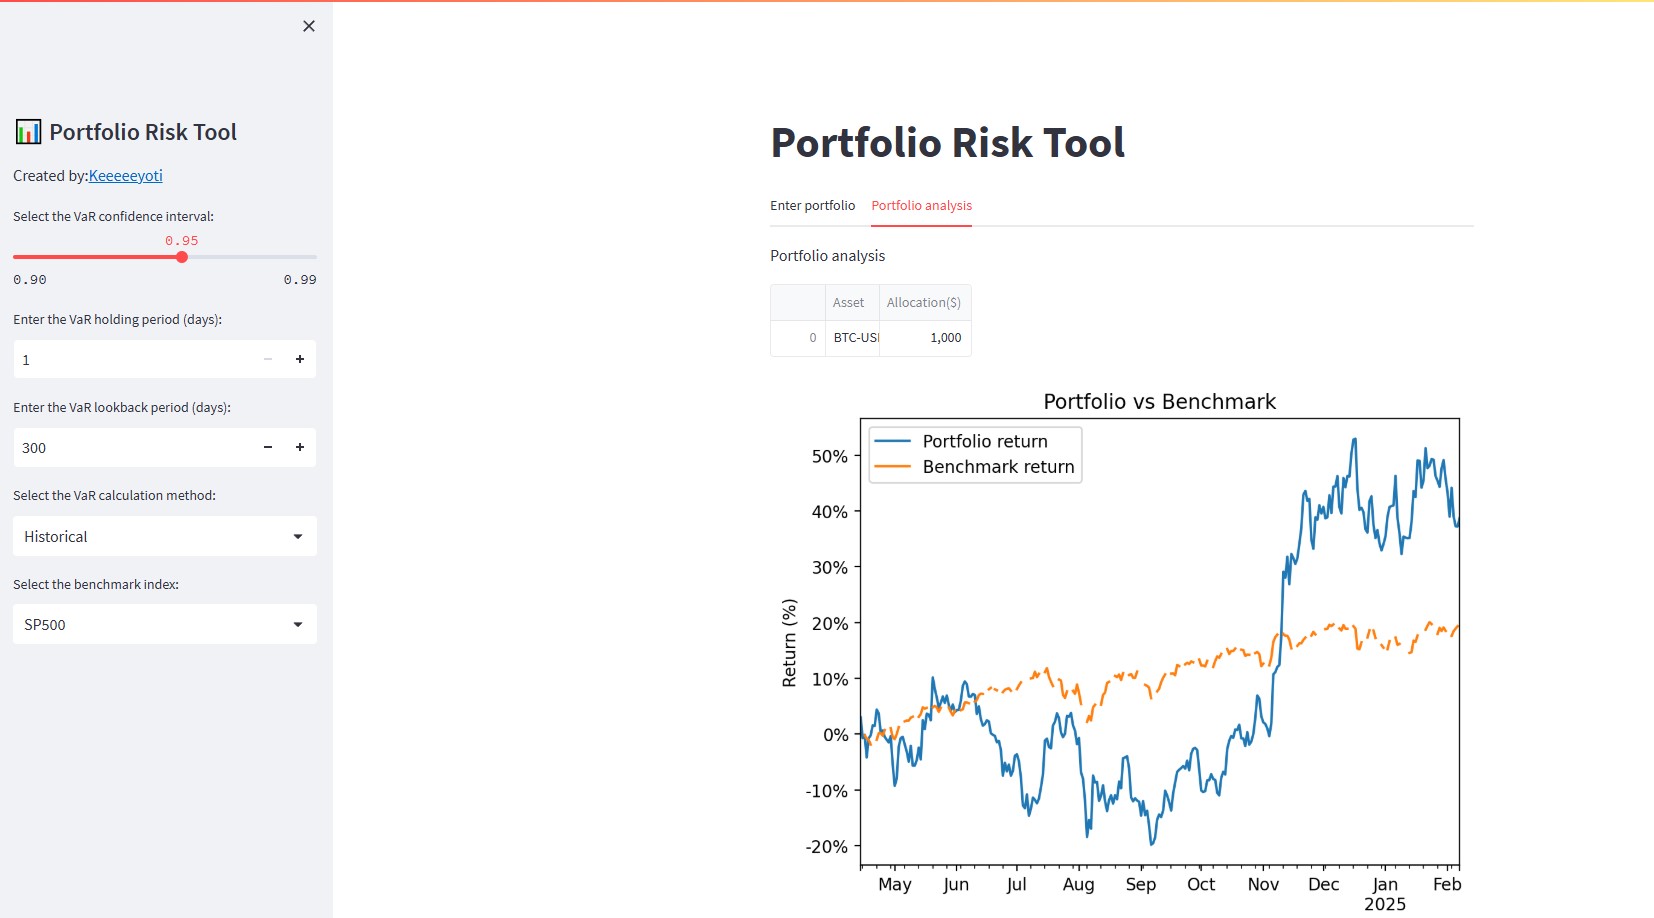 Portfolio Risk Tool
Created by:Keeeeeyoti
Select the VaR confidence interval:
0.95
0.90 0.99
Enter the VaR holding period (days):
1
Enter the VaR lookback period (days):
300
Select the VaR calculation method:
Historical
Select the benchmark index:
SP500
Portfolio Risk Tool
Enter portfolio Portfolio analysis
Portfolio analysis
Asset Allocation($)
0 BTC-US 1,000
Portfolio vs Benchmark
Portfolio return
Benchmark return
Return (%)
50%
40%
30%
20%
10%
0%
-10%
-20%
May Jun Jul Aug Sep Oct Nov Dec Jan Feb
2025